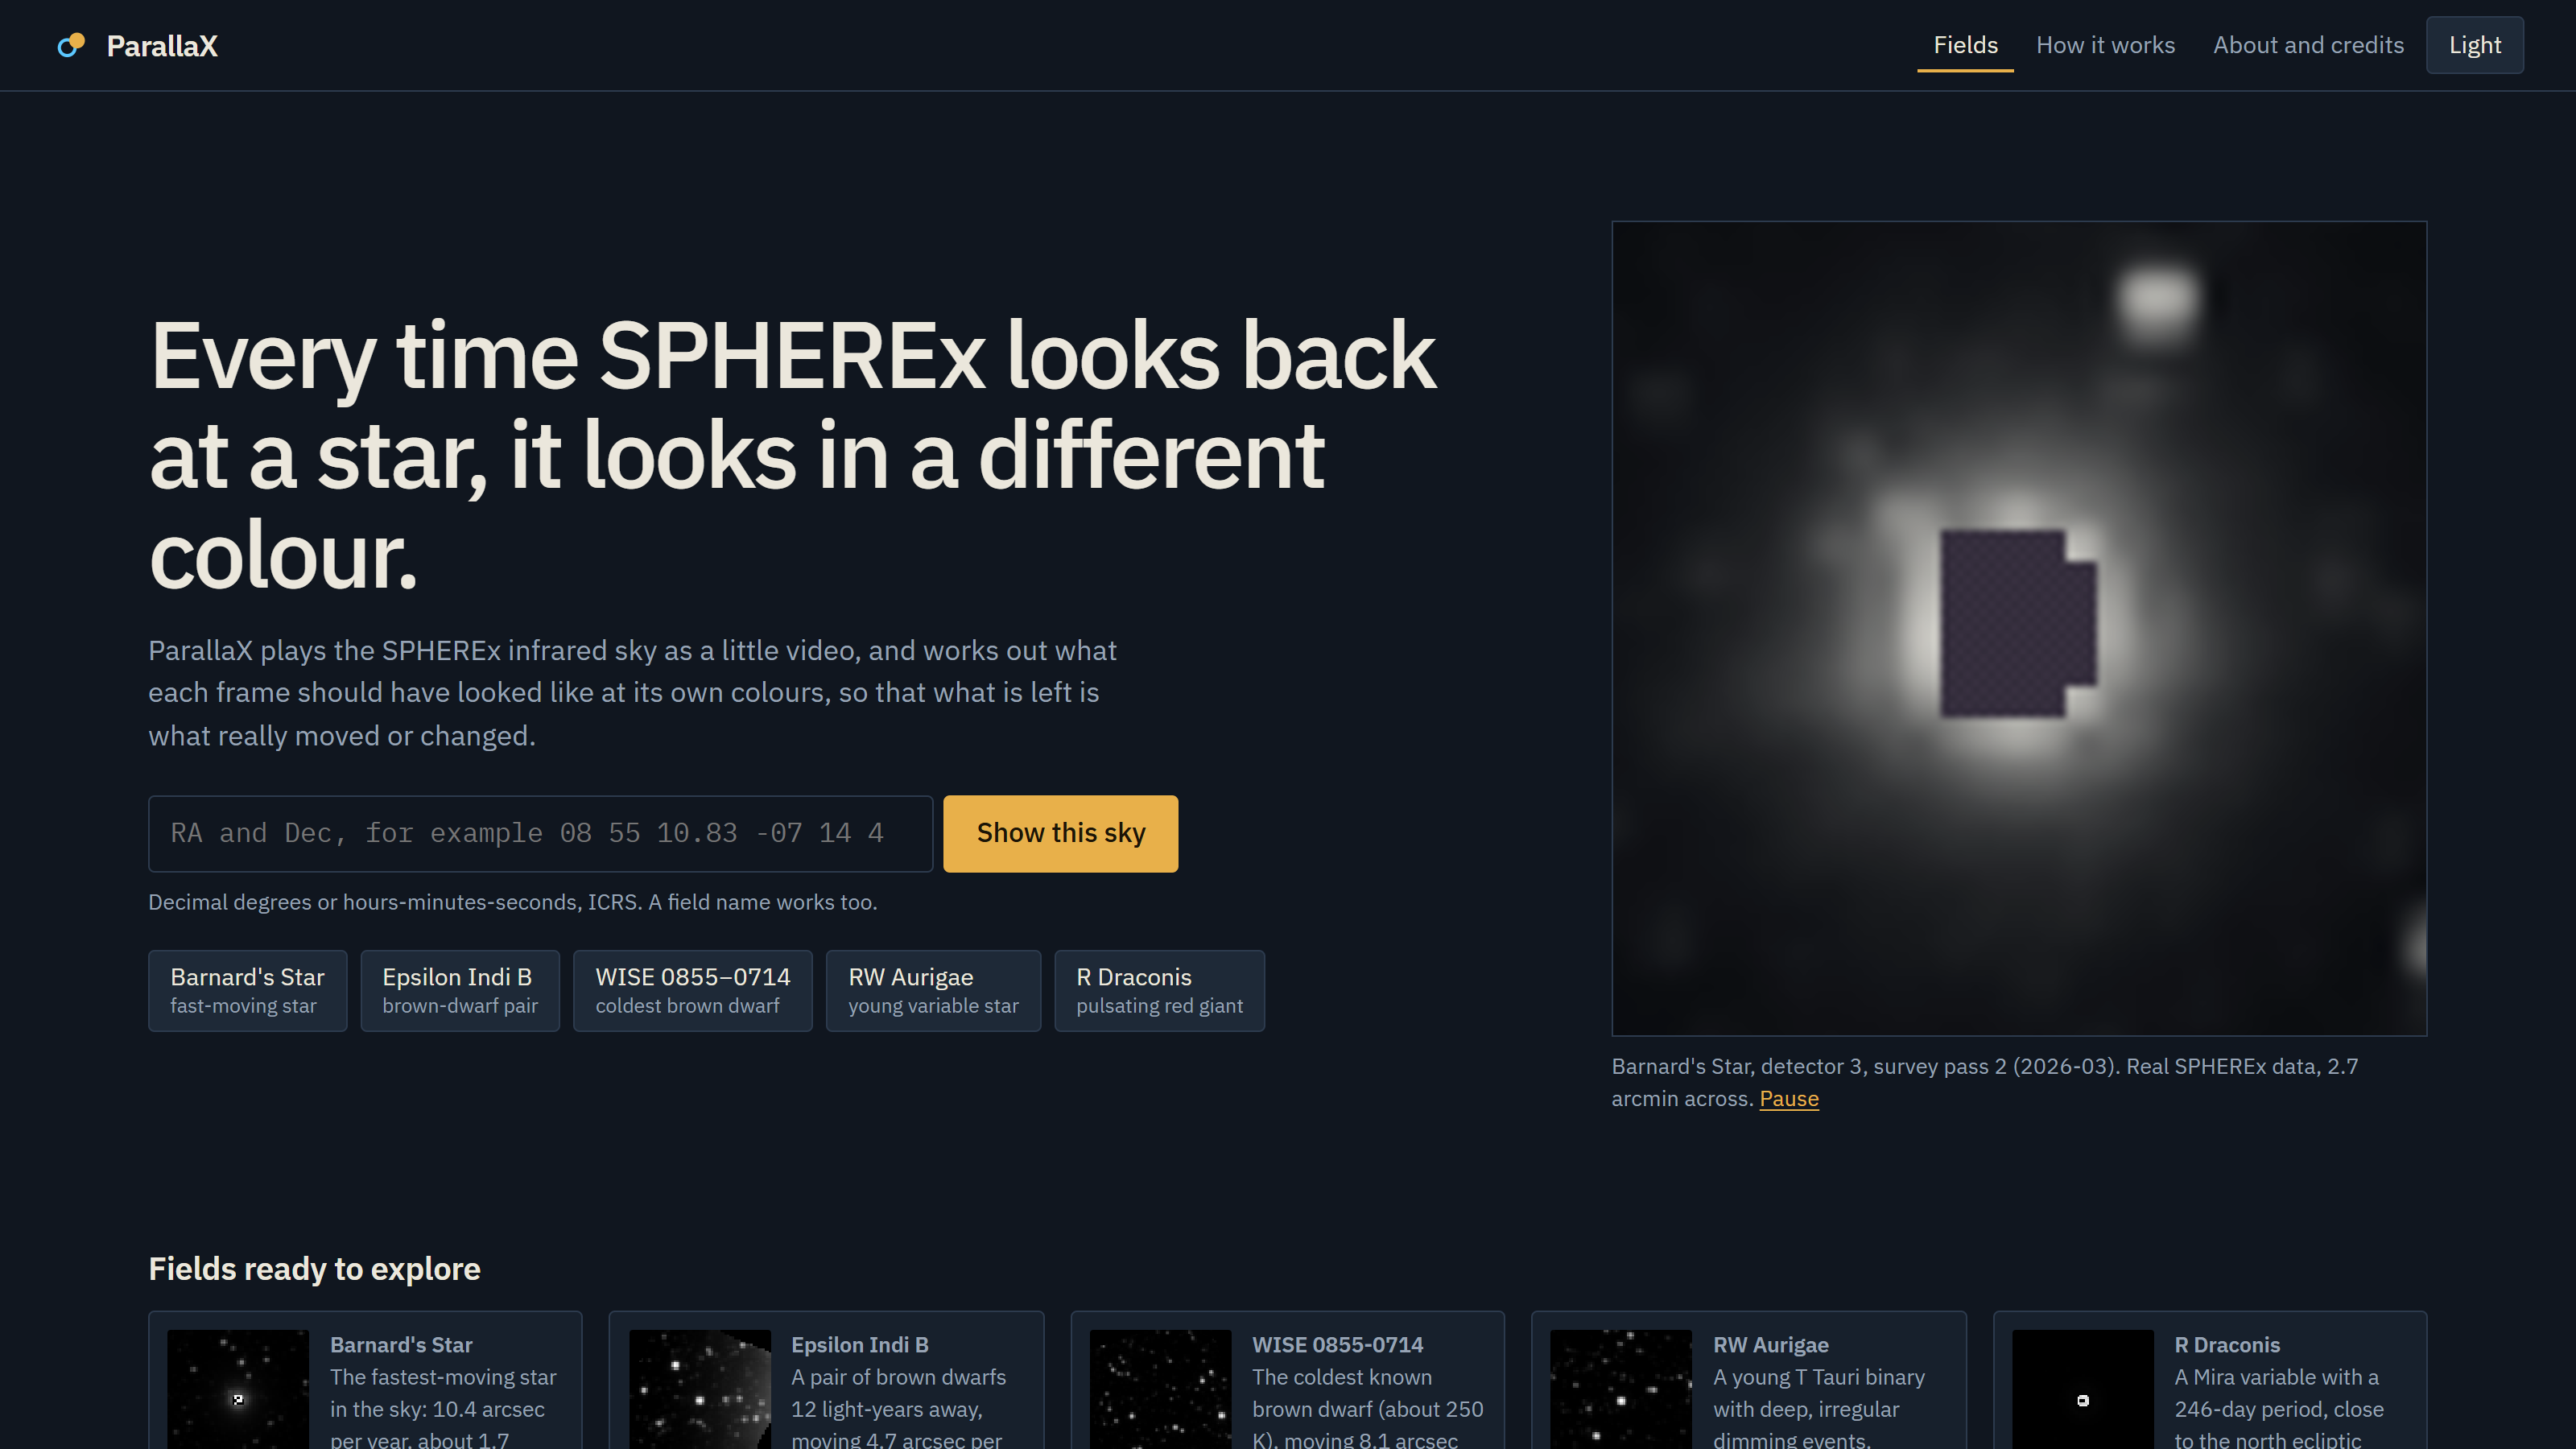 ParallaX
Fields
How it works
About and credits
Light
Every time SPHEREx looks back
at a star, it looks in a different
colour.
ParallaX plays the SPHEREx infrared sky as a little video, and works out what
each frame should have looked like at its own colours, so that what is left is
what really moved or changed.
RA and Dec, for example 08 55 10.83 -07 14 4
Show this sky
Decimal degrees or hours-minutes-seconds, ICRS. A field name works too.
Barnard's Star
fast-moving star
Epsilon Indi B
brown-dwarf pair
WISE 0855−0714
coldest brown dwarf
RW Aurigae
young variable star
R Draconis
pulsating red giant
Barnard's Star, detector 3, survey pass 2 (2026-03). Real SPHEREx data, 2.7
arcmin across. Pause
Fields ready to explore
Barnard's Star
The fastest-moving star
in the sky: 10.4 arcsec
per year, about 1.7
Epsilon Indi B
A pair of brown dwarfs
12 light-years away,
moving 4.7 arcsec per
WISE 0855-0714
The coldest known
brown dwarf (about 250
K), moving 8.1 arcsec
RW Aurigae
A young T Tauri binary
with deep, irregular
dimming events.
R Draconis
A Mira variable with a
246-day period, close
to the north ecliptic